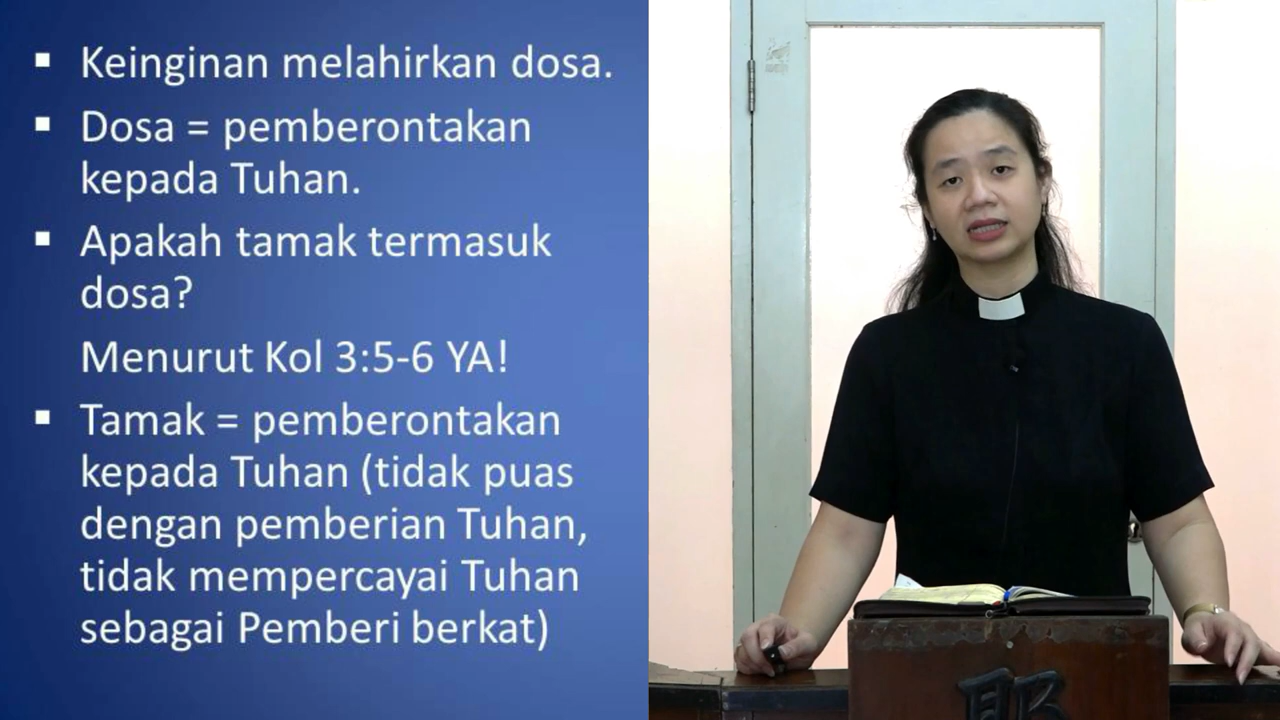 Keinginan melahirkan dosa.
Dosa = pemberontakan
kepada Tuhan.
Apakah tamak termasuk
dosa?
Menurut Kol 3:5-6 YA!
Tamak = pemberontakan
kepada Tuhan (tidak puas
dengan pemberian Tuhan,
tidak mempercayai Tuhan
sebagai Pemberi berkat)